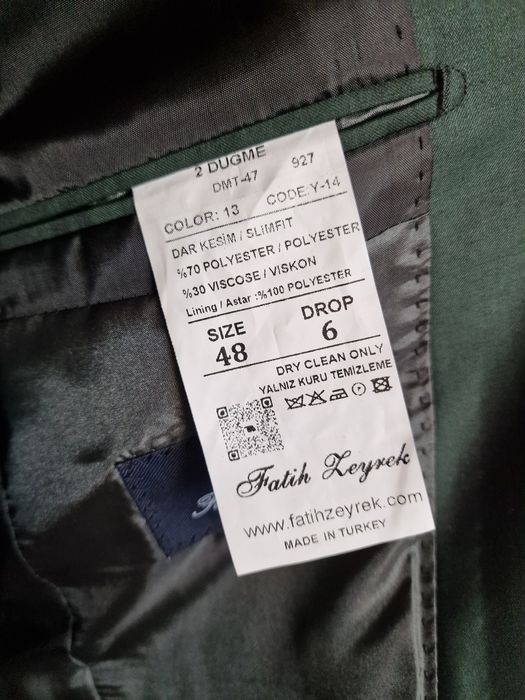 2 DUGME
DMT-47 927
COLOR: 13 CODE:Y-14
DAR KESİM / SLIMFIT
%70 POLYESTER / POLYESTER
%30 VISCOSE / VISKON
Lining / Astar :%100 POLYESTER
SIZE DROP
48 6
DRY CLEAN ONLY
YALNIZ KURU TEMIZLEME
Fatih Zeyrek
www.fatihzeyrek.com
MADE IN TURKEY